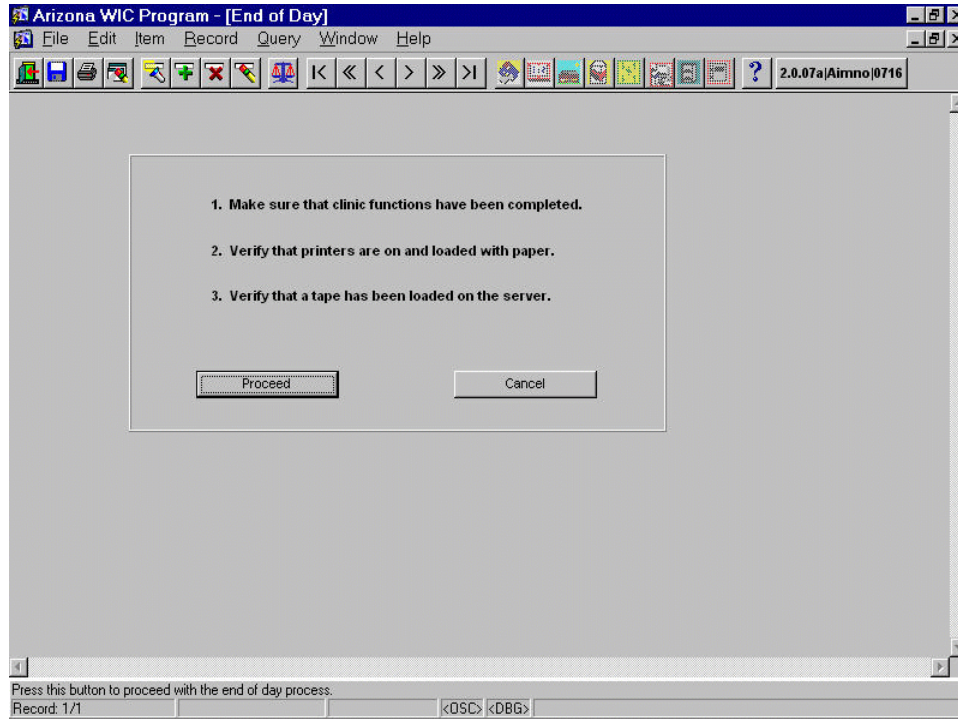 Arizona WIC Program - [End of Day]
File Edit Item Record Query Window Help
2.0.07a|Aimno|0716
1. Make sure that clinic functions have been completed.
2. Verify that printers are on and loaded with paper.
3. Verify that a tape has been loaded on the server.
Proceed Cancel
Press this button to proceed with the end of day process.
Record: 1/1 <OSC> <DBG>